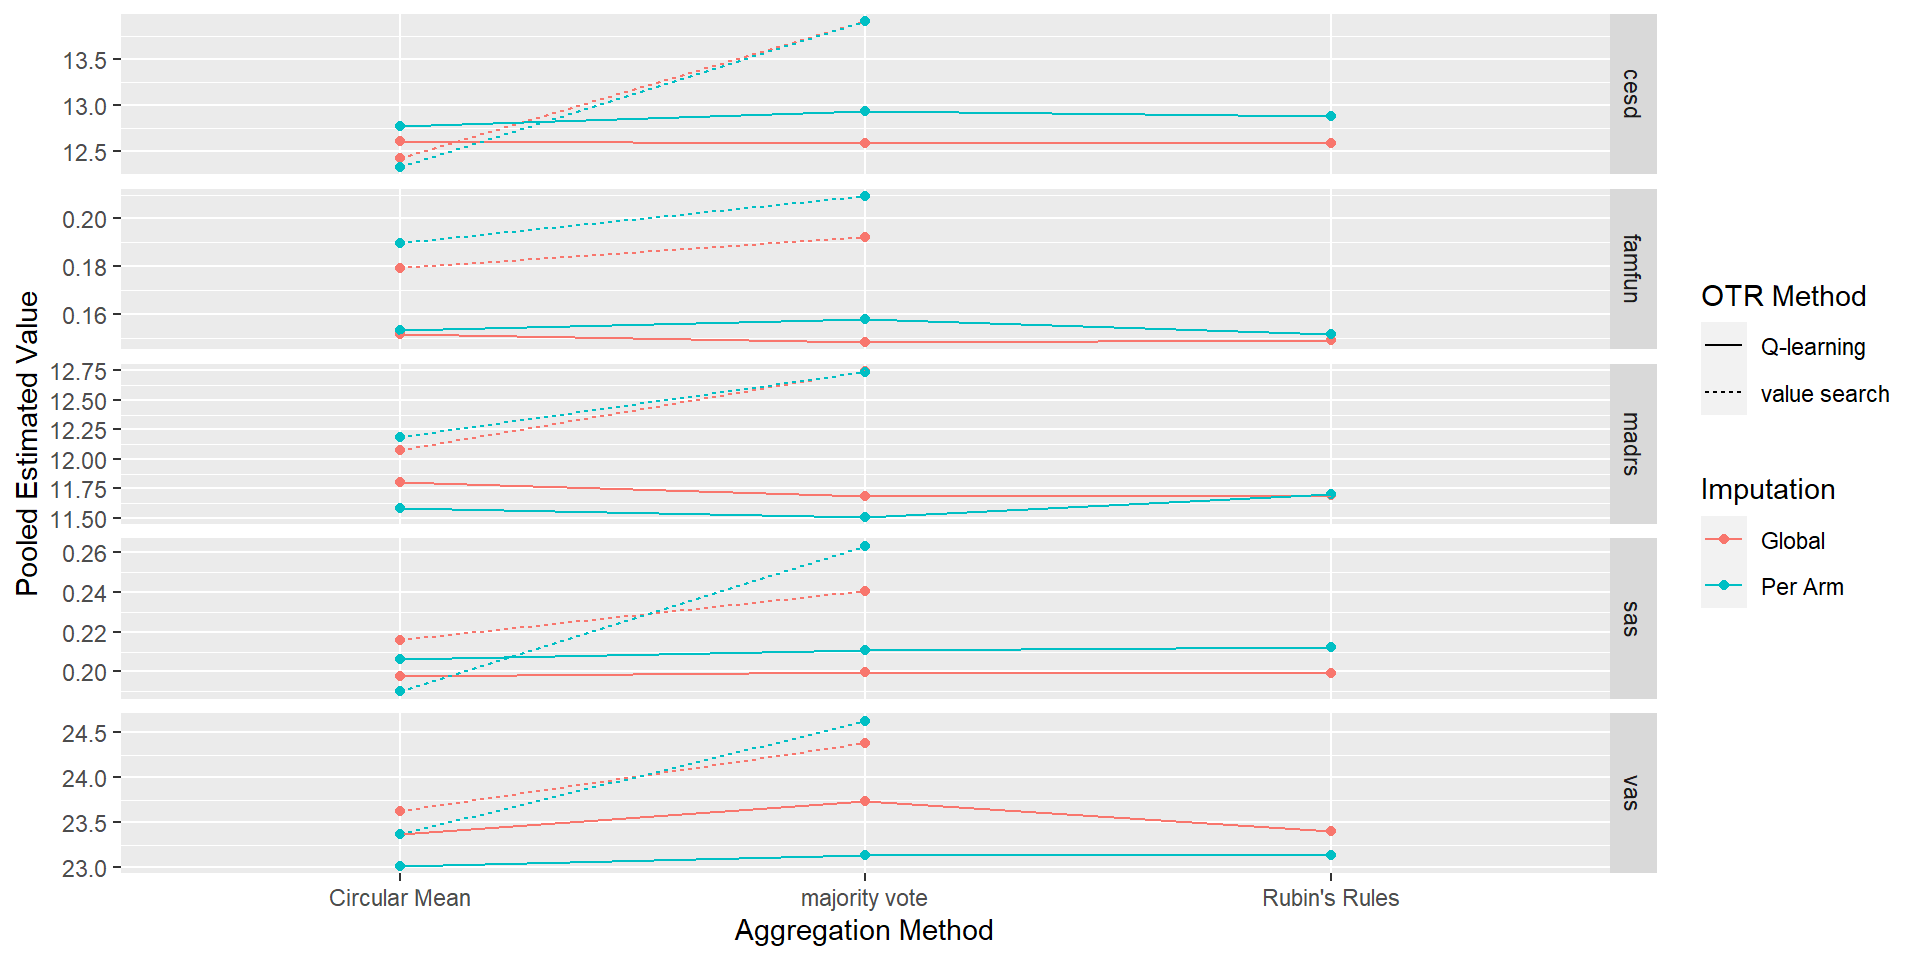 Pooled Estimated Value
13.5
13.0
12.5
cesd
0.20
0.18
0.16
famfun
12.75
12.50
12.25
12.00
11.75
11.50
madrs
0.26
0.24
0.22
0.20
sas
24.5
24.0
23.5
23.0
vas
Circular Mean
majority vote
Rubin's Rules
Aggregation Method
OTR Method
Q-learning
value search
Imputation
Global
Per Arm